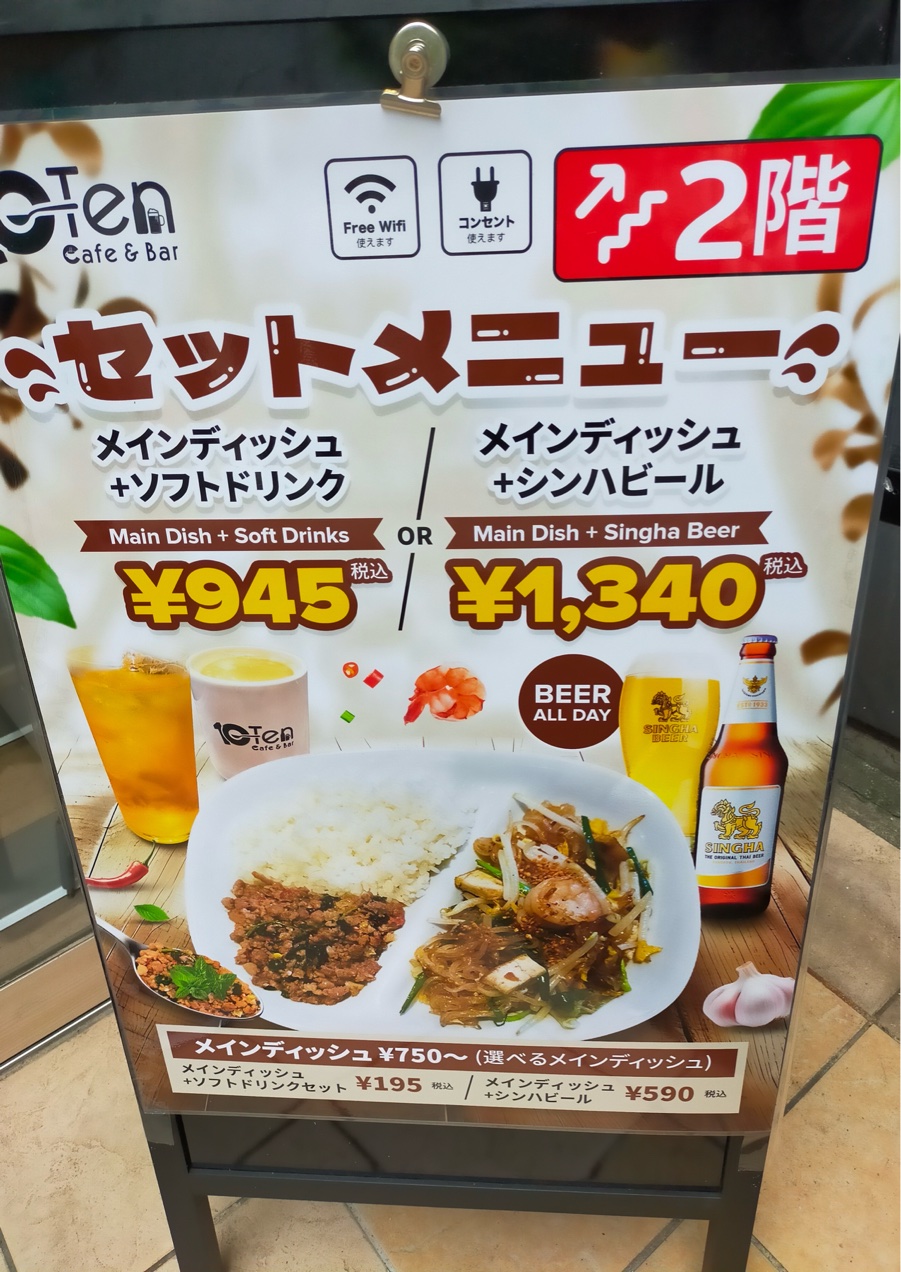 10Ten
Cafe & Bar
Free Wifi
使えます
コンセント
使えます
2階
セットメニュー
メインディッシュ
+ソフトドリンク
Main Dish + Soft Drinks
¥945 税込
OR
メインディッシュ
+シンハビール
Main Dish + Singha Beer
¥1,340 税込
10Ten
Cafe & Bar
BEER
ALL DAY
SINGHA
BEER
SINGHA
THE ORIGINAL THAI BEER
メインディッシュ ¥750〜 (選べるメインディッシュ)
メインディッシュ
+ソフトドリンクセット ¥195 税込
メインディッシュ
+シンハビール ¥590 税込